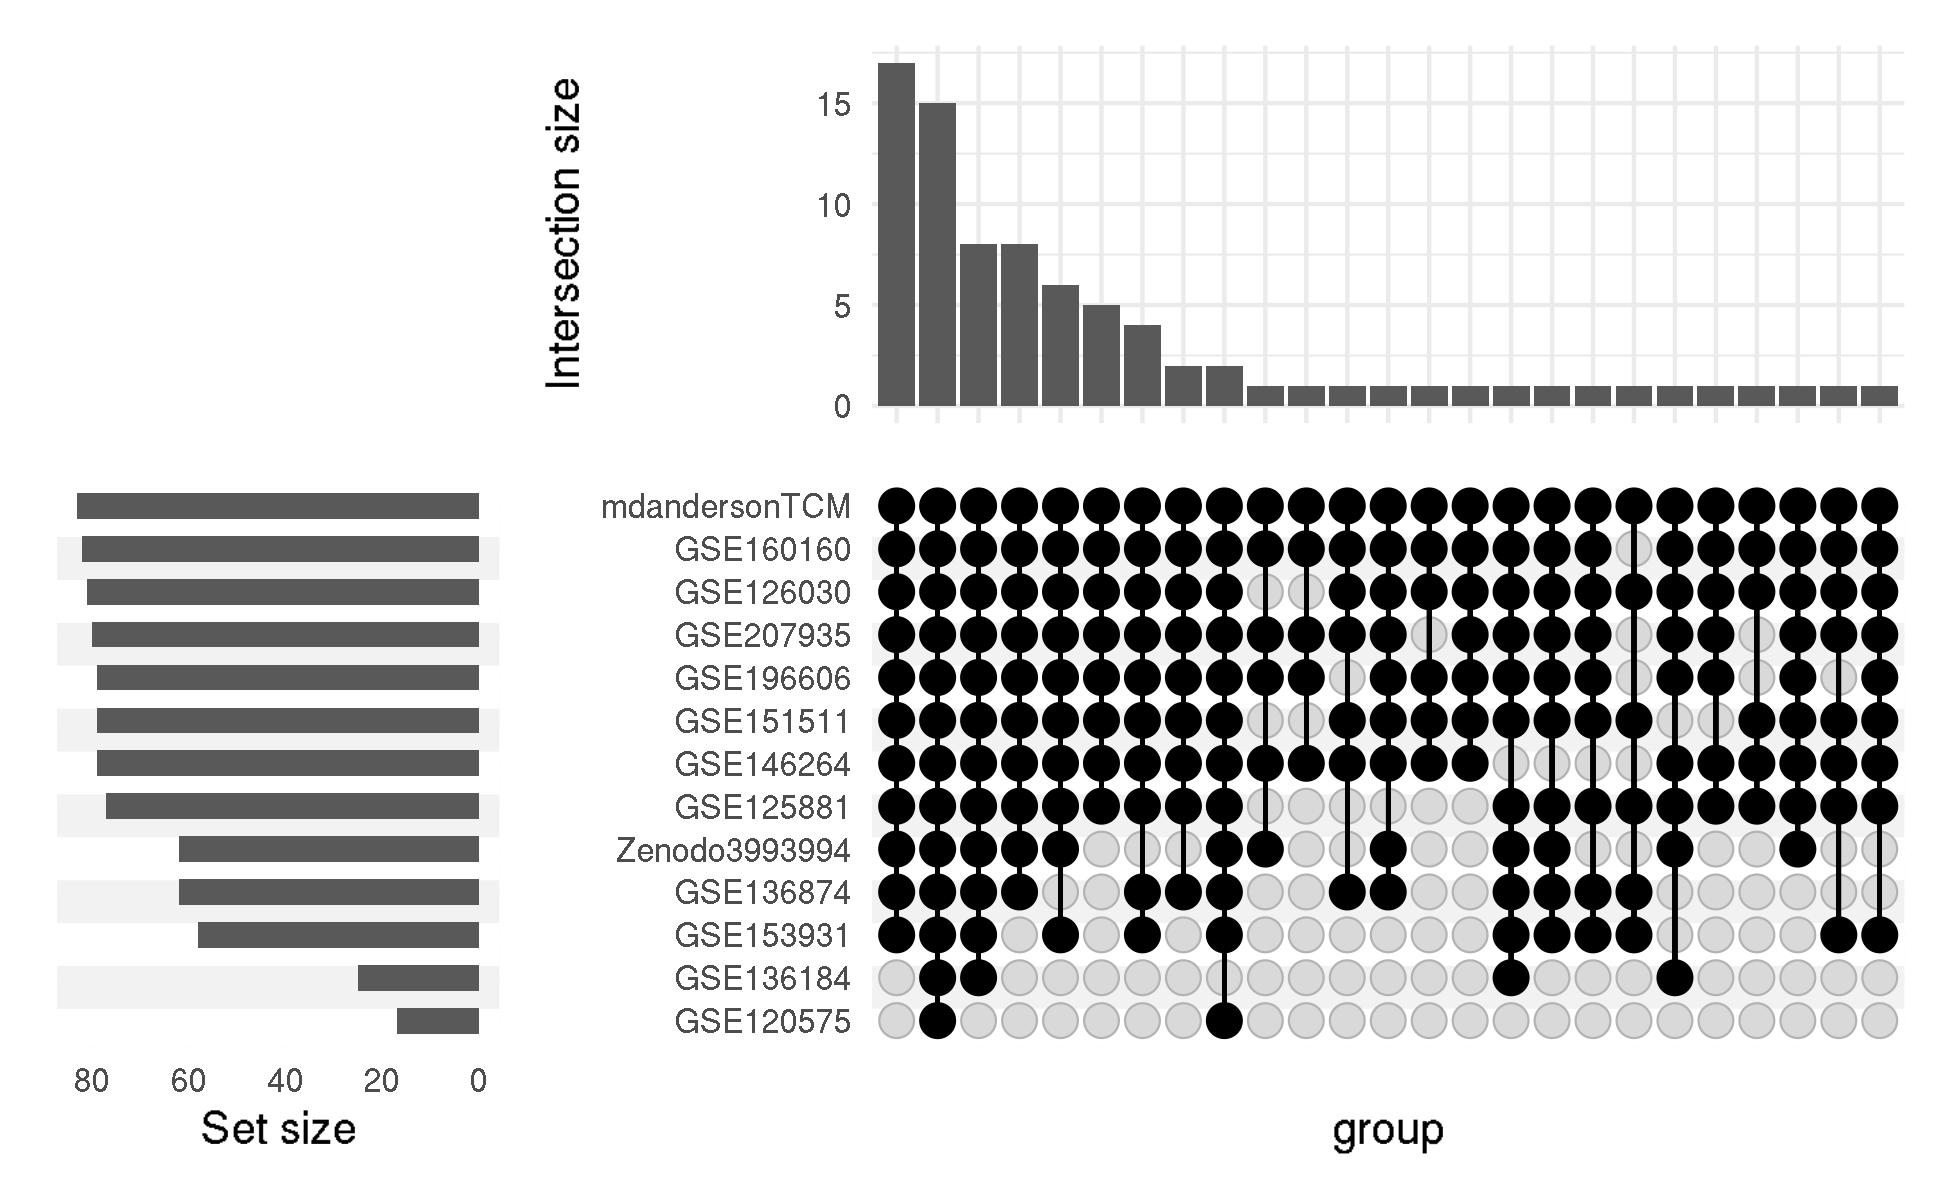 Intersection size
15
10
5
0
mdandersonTCM
GSE160160
GSE126030
GSE207935
GSE196606
GSE151511
GSE146264
GSE125881
Zenodo3993994
GSE136874
GSE153931
GSE136184
GSE120575
80 60 40 20 0
Set size
group